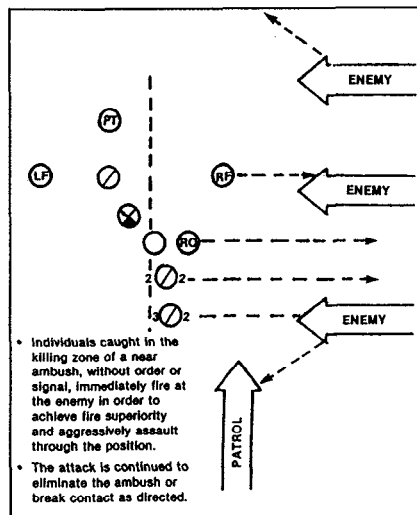 ENEMY
PT
LF
RF
ENEMY
RO
2 2
3 2
ENEMY
• Individuals caught in the
killing zone of a near
ambush, without order or
signal, immediately fire at
the enemy in order to
achieve fire superiority
and aggressively assault
through the position.
• The attack is continued to
eliminate the ambush or
break contact as directed.
PATROL